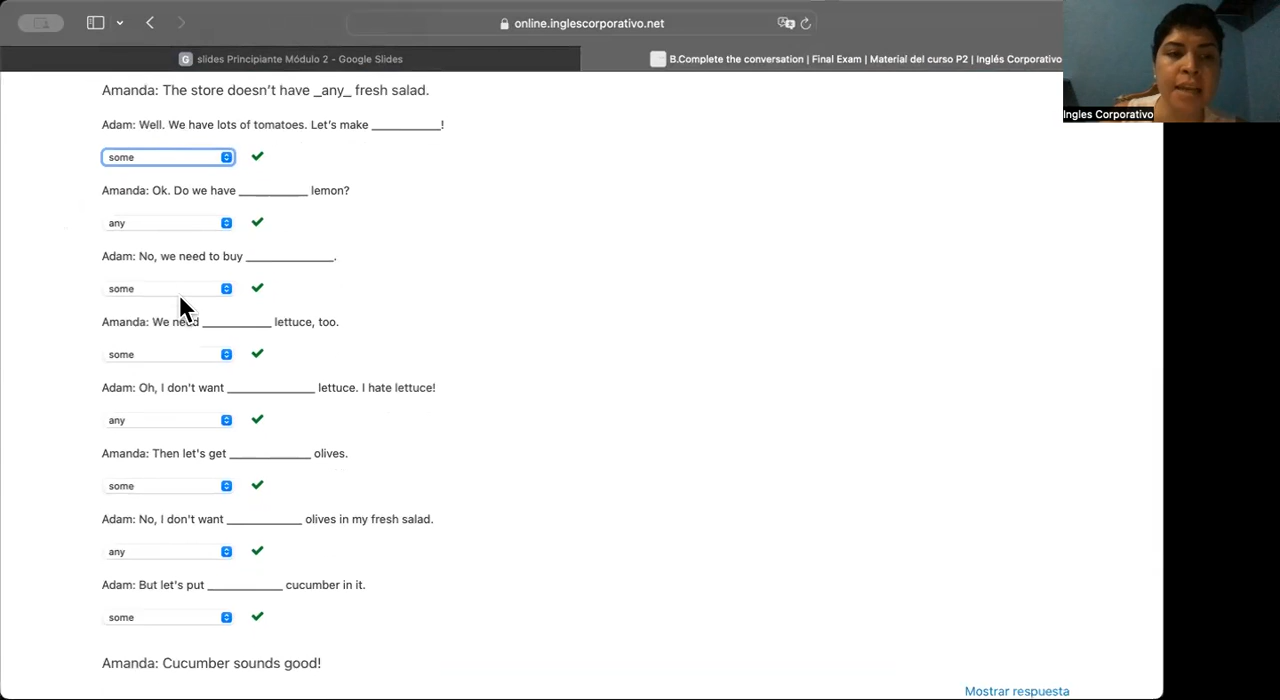 online.inglescorporativo.net
G slides Principiante Módulo 2 - Google Slides
B.Complete the conversation | Final Exam | Material del curso P2 | Inglés Corporativo
Ingles Corporativo
Amanda: The store doesn't have _any_ fresh salad.
Adam: Well. We have lots of tomatoes. Let's make __________!
some
Amanda: Ok. Do we have __________ lemon?
any
Adam: No, we need to buy _____________.
some
Amanda: We need __________ lettuce, too.
some
Adam: Oh, I don't want _____________ lettuce. I hate lettuce!
any
Amanda: Then let's get ____________ olives.
some
Adam: No, I don't want ___________ olives in my fresh salad.
any
Adam: But let's put ___________ cucumber in it.
some
Amanda: Cucumber sounds good!
Mostrar respuesta